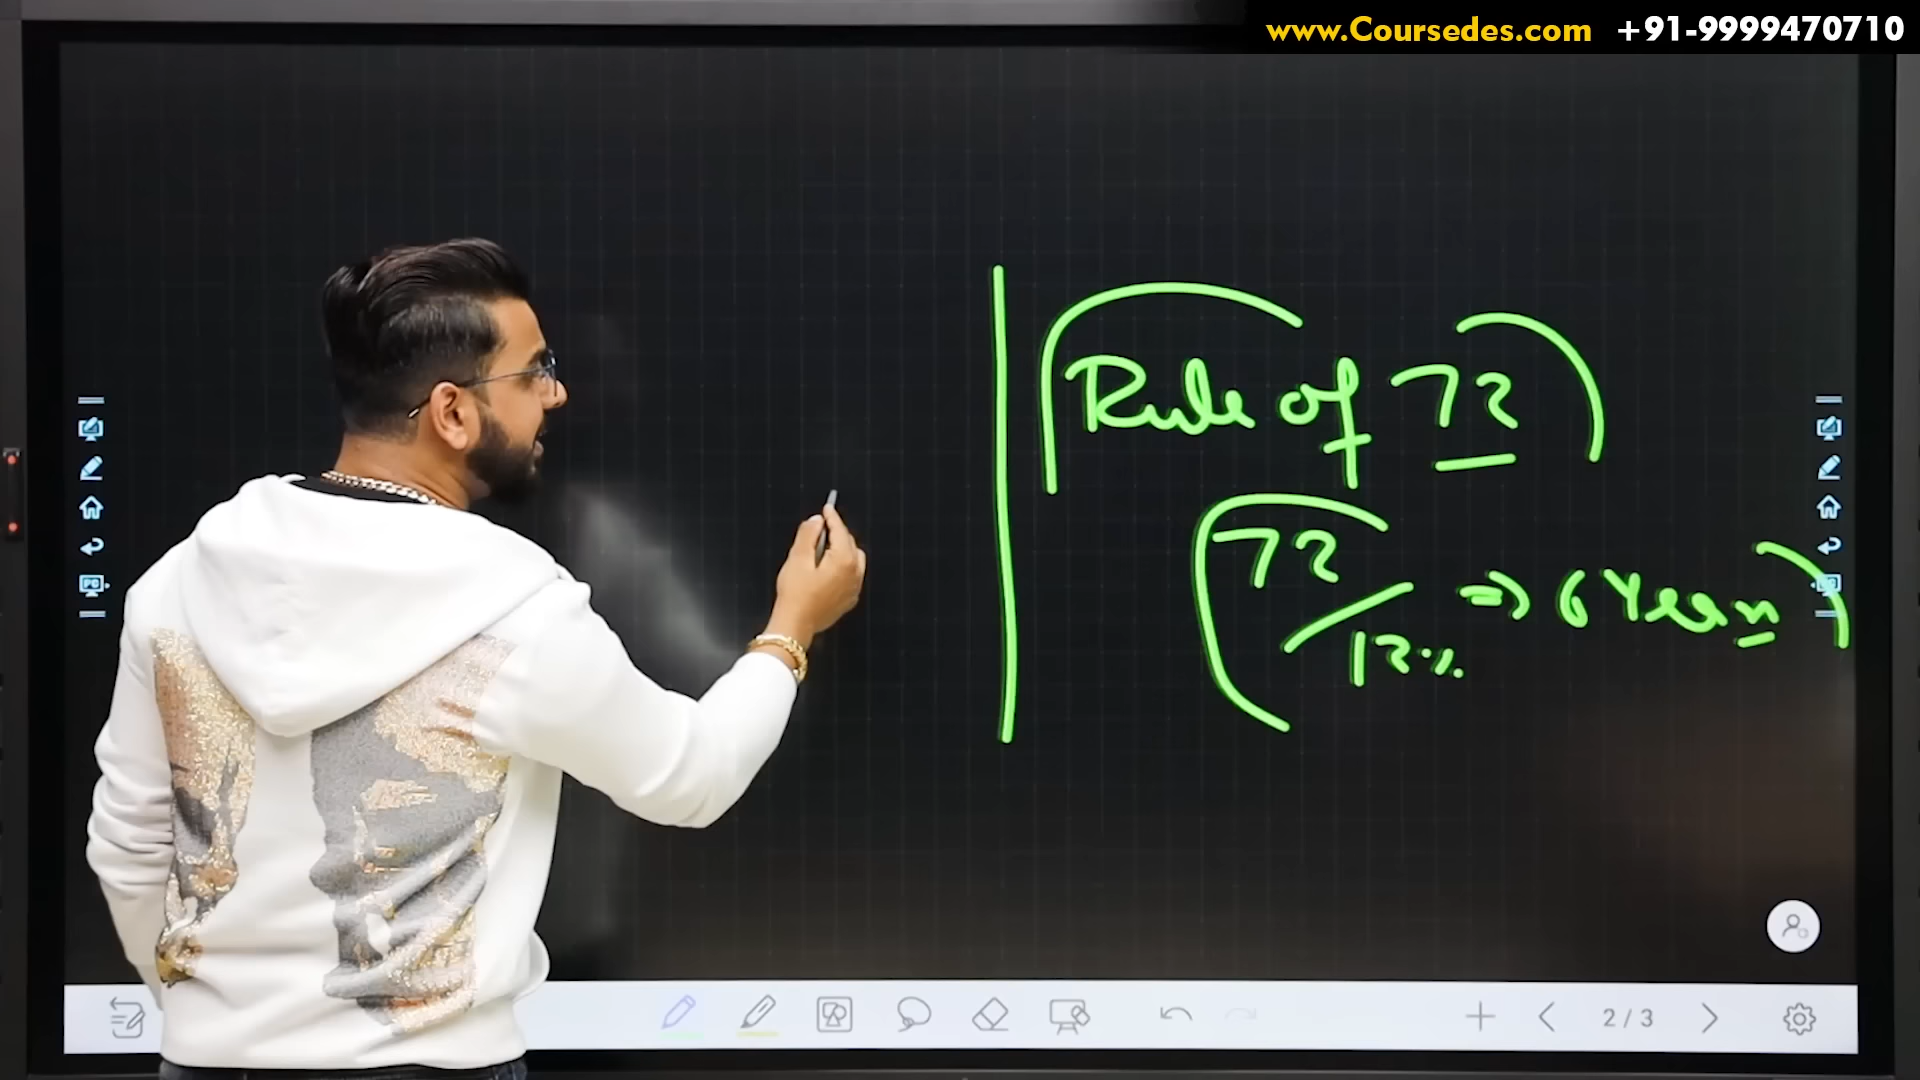 www.Coursedes.com +91-9999470710
Rule of 72
72/12% ⇒ 6 Years
2/3